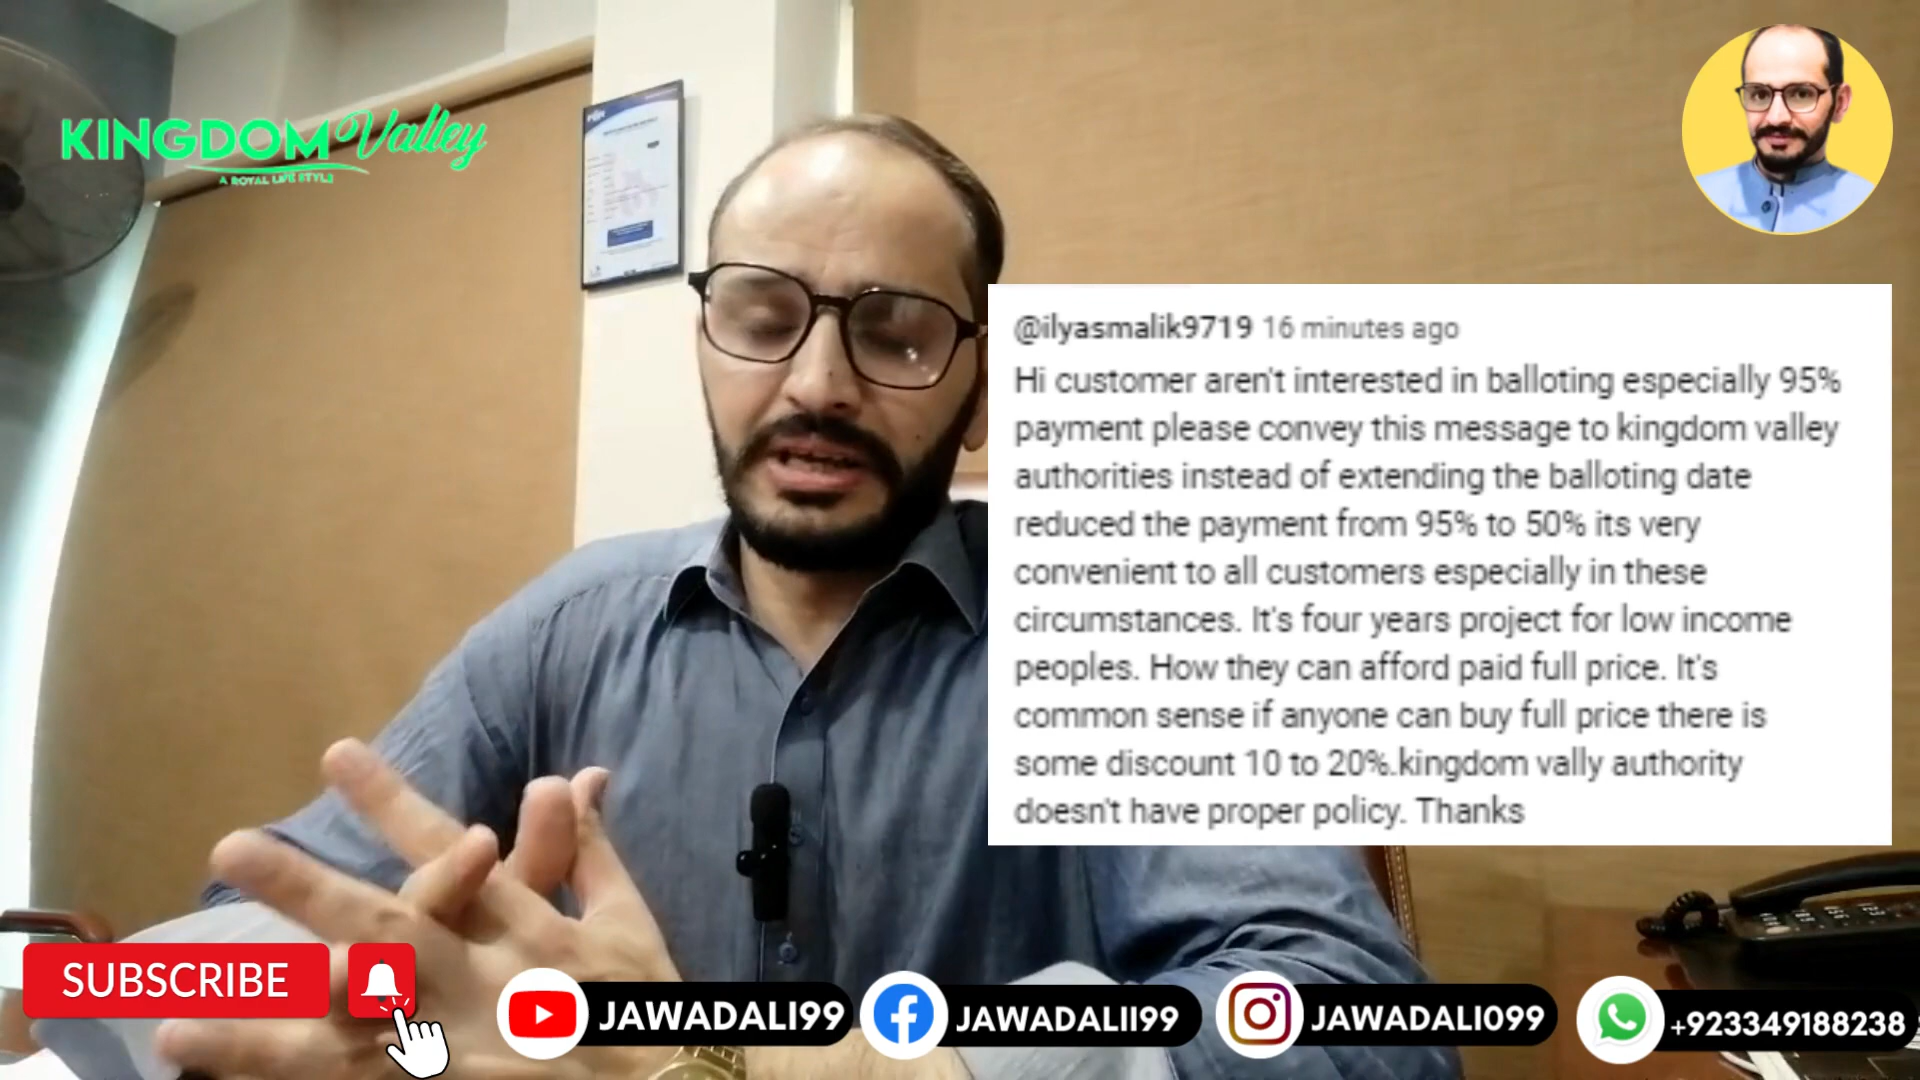 KINGDOM Valley
A ROYAL LIFE STYLE
@ilyasmalik9719 16 minutes ago
Hi customer aren't interested in balloting especially 95%
payment please convey this message to kingdom valley
authorities instead of extending the balloting date
reduced the payment from 95% to 50% its very
convenient to all customers especially in these
circumstances. It's four years project for low income
peoples. How they can afford paid full price. It's
common sense if anyone can buy full price there is
some discount 10 to 20%.kingdom vally authority
doesn't have proper policy. Thanks
SUBSCRIBE
JAWADALI99
JAWADALII99
JAWADALI099
+923349188238